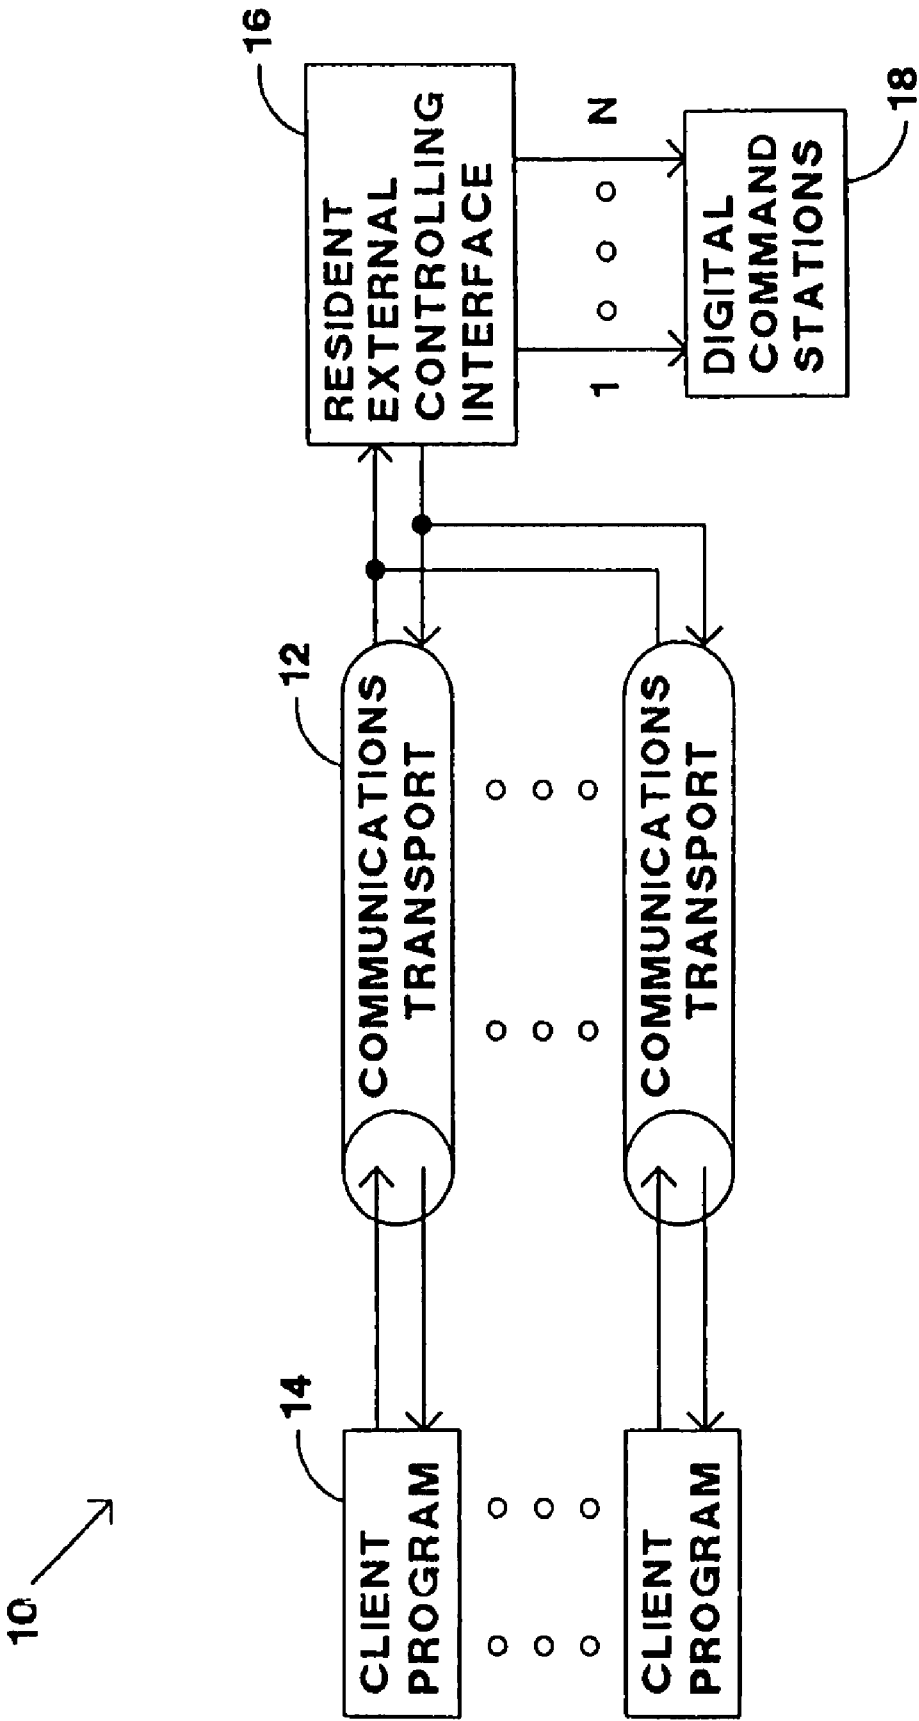 10
14
CLIENT
PROGRAM
12
COMMUNICATIONS
TRANSPORT
16
RESIDENT
EXTERNAL
CONTROLLING
INTERFACE
1
N
DIGITAL
COMMAND
STATIONS
18
CLIENT
PROGRAM
COMMUNICATIONS
TRANSPORT